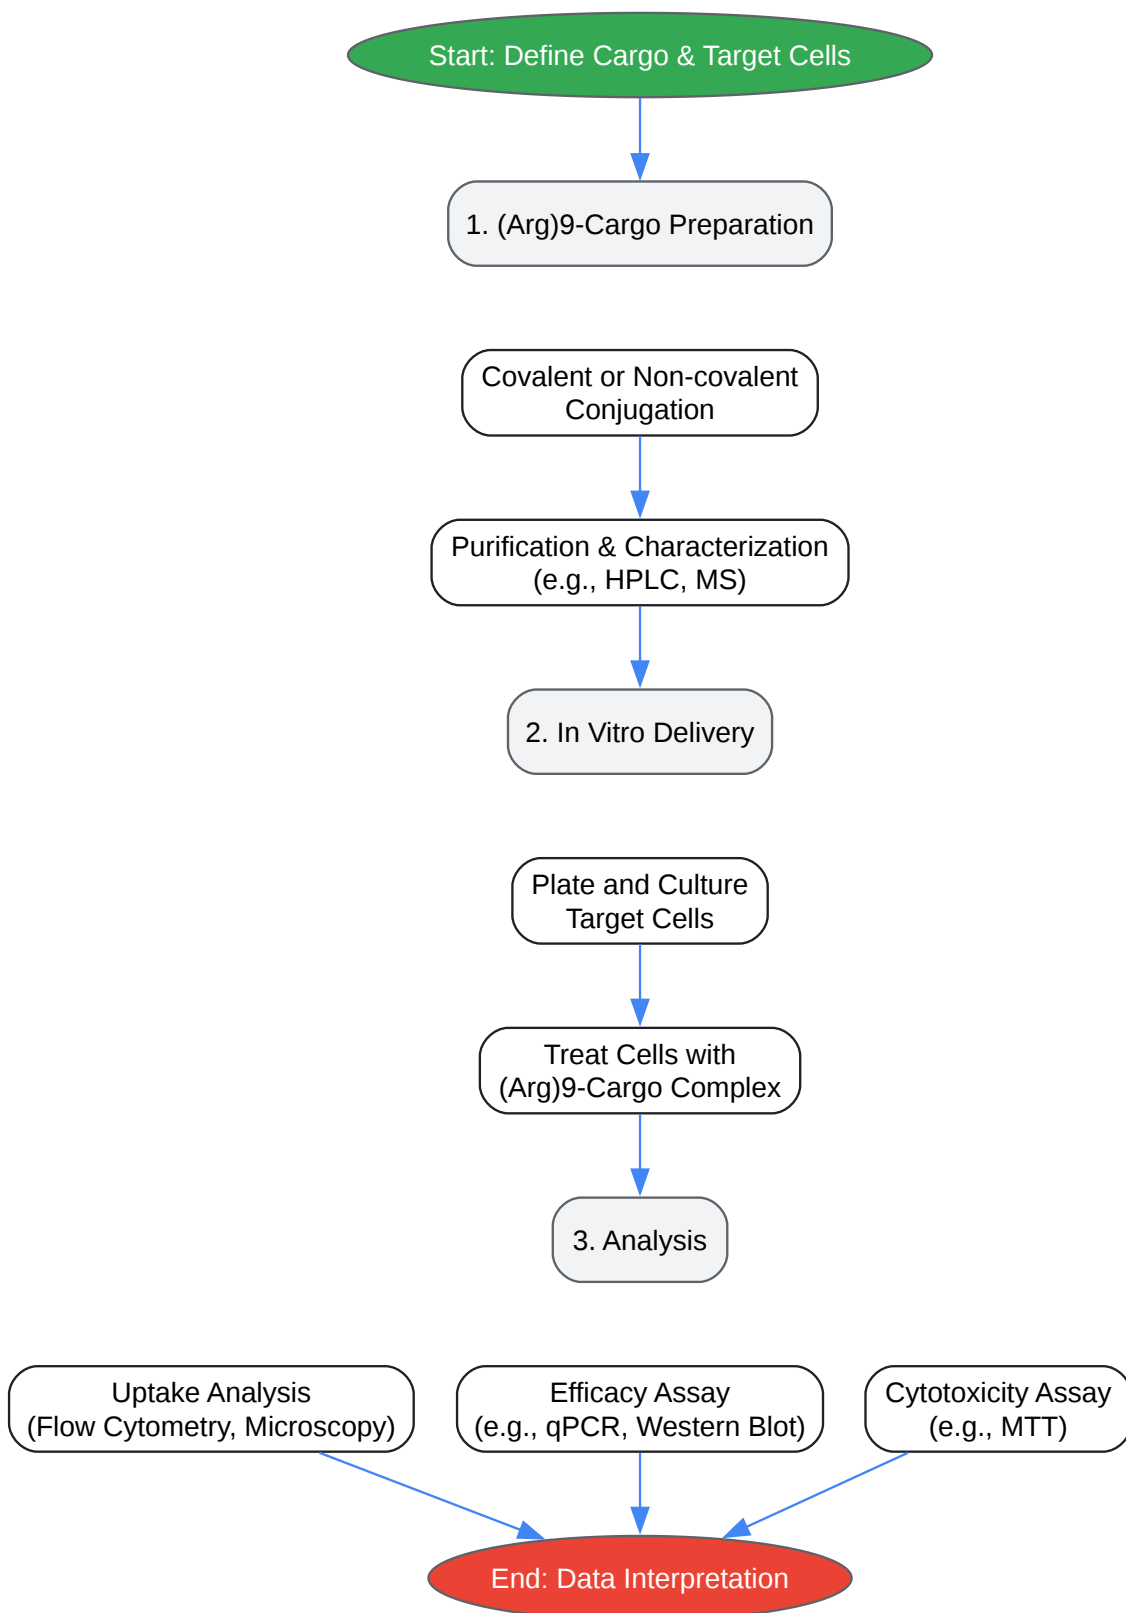 Start: Define Cargo & Target Cells
1. (Arg)9-Cargo Preparation
Covalent or Non-covalent
Conjugation
Purification & Characterization
(e.g., HPLC, MS)
2. In Vitro Delivery
Plate and Culture
Target Cells
Treat Cells with
(Arg)9-Cargo Complex
3. Analysis
Uptake Analysis
(Flow Cytometry, Microscopy)
Efficacy Assay
(e.g., qPCR, Western Blot)
Cytotoxicity Assay
(e.g., MTT)
End: Data Interpretation